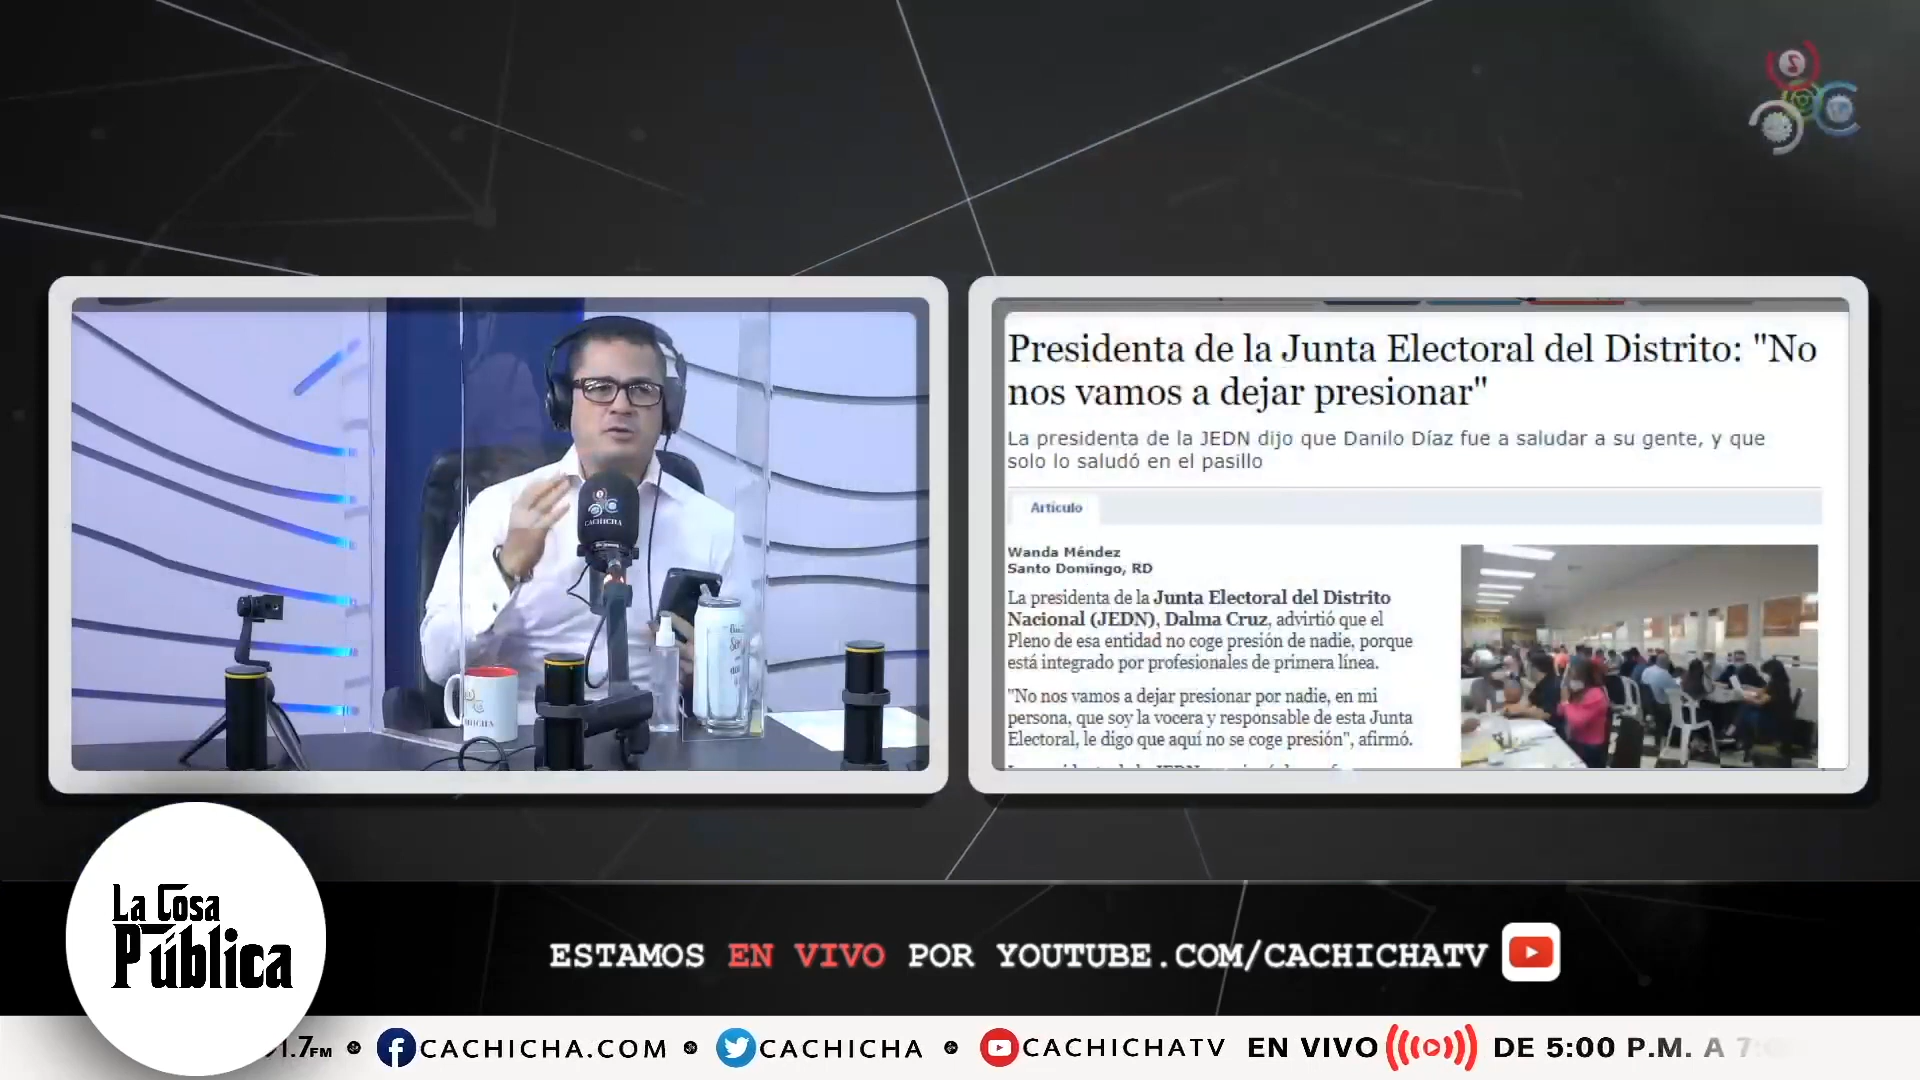 CACHICHA
Presidenta de la Junta Electoral del Distrito: "No
nos vamos a dejar presionar"
La presidenta de la JEDN dijo que Danilo Díaz fue a saludar a su gente, y que
solo lo saludó en el pasillo
Artículo
Wanda Méndez
Santo Domingo, RD
La presidenta de la Junta Electoral del Distrito
Nacional (JEDN), Dalma Cruz, advirtió que el
Pleno de esa entidad no coge presión de nadie, porque
está integrado por profesionales de primera línea.
"No nos vamos a dejar presionar por nadie, en mi
persona, que soy la vocera y responsable de esta Junta
Electoral, le digo que aquí no se coge presión", afirmó.
La Cosa
Pública
ESTAMOS EN VIVO POR YOUTUBE.COM/CACHICHATV
1.7FM CACHICHA.COM CACHICHA CACHICHATV EN VIVO DE 5:00 P.M. A 7: